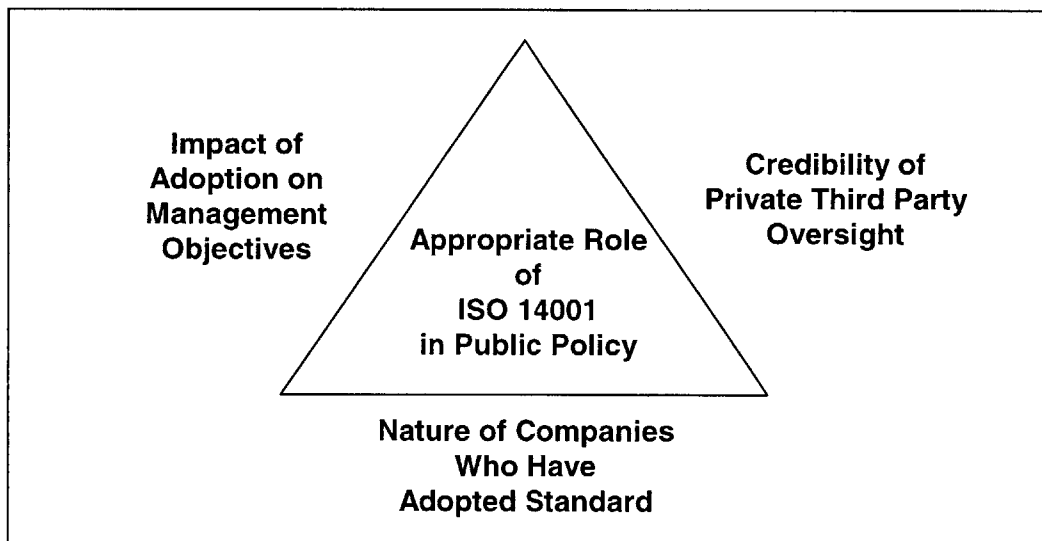 Impact of
Adoption on
Management
Objectives
Credibility of
Private Third Party
Oversight
Appropriate Role
of
ISO 14001
in Public Policy
Nature of Companies
Who Have
Adopted Standard